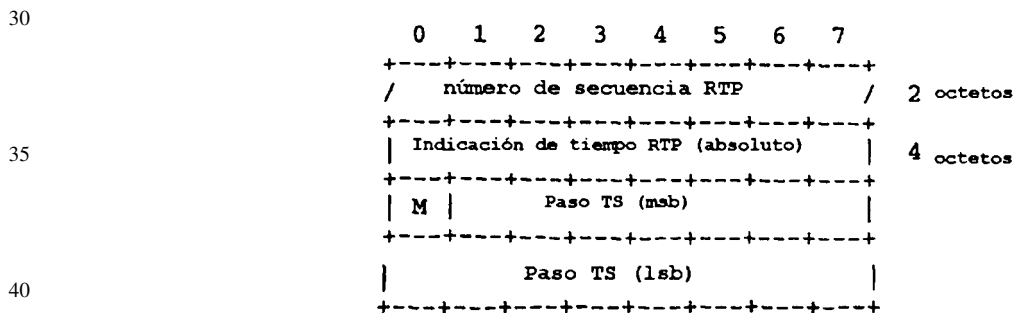 30
0 1 2 3 4 5 6 7
+---+---+---+---+---+---+---+---+
/ número de secuencia RTP / 2 octetos
+---+---+---+---+---+---+---+---+
35 | Indicación de tiempo RTP (absoluto) | 4 octetos
+---+---+---+---+---+---+---+---+
| M | Paso TS (msb) |
+---+---+---+---+---+---+---+---+
| Paso TS (lsb) |
40
+---+---+---+---+---+---+---+---+